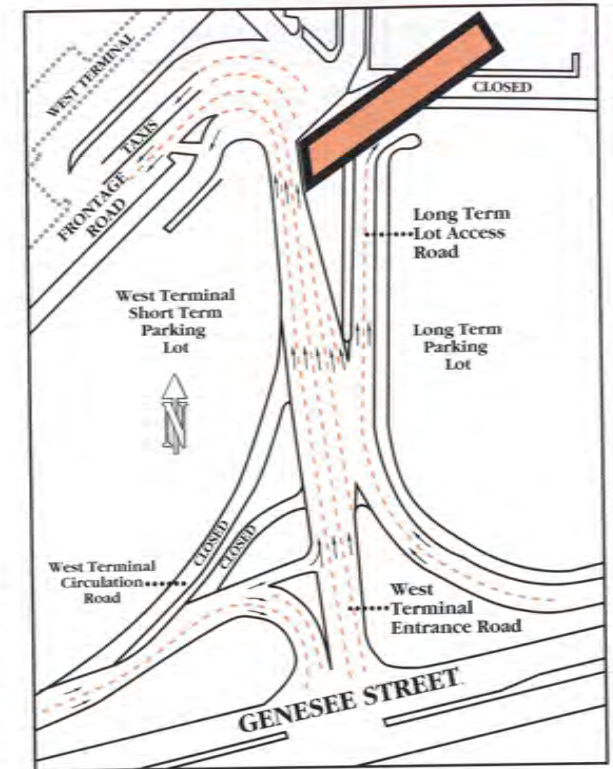 WEST TERMINAL
TAXIS
FRONTAGE
ROAD
CLOSED
Long Term
Lot Access
Road
West Terminal
Short Term
Parking
Lot
Long Term
Parking
Lot
N
CLOSED
CLOSED
West Terminal
Circulation
Road
West
Terminal
Entrance Road
GENESEE STREET